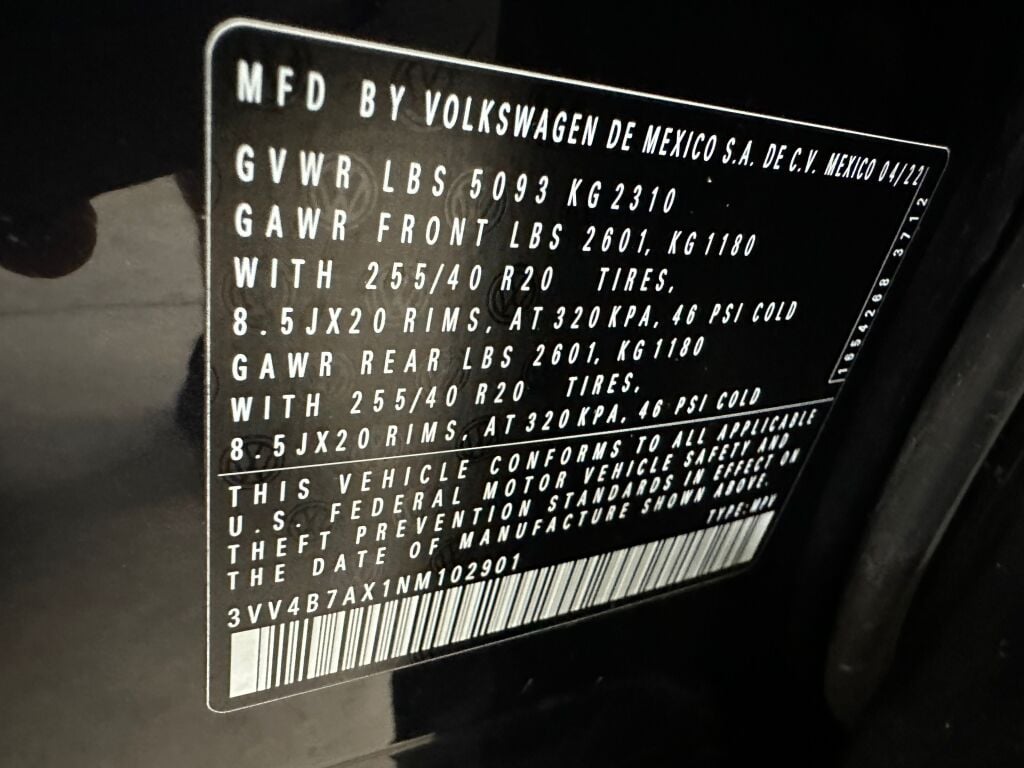 MFD BY VOLKSWAGEN DE MEXICO S.A. DE C.V. MEXICO 04/22
GVWR LBS 5093 KG 2310
GAWR FRONT LBS 2601, KG 1180
WITH 255/40 R20 TIRES,
8.5JX20 RIMS, AT 320 KPA, 46 PSI COLD
GAWR REAR LBS 2601, KG 1180
WITH 255/40 R20 TIRES,
8.5JX20 RIMS, AT 320 KPA, 46 PSI COLD
1654268 3712
THIS VEHICLE CONFORMS TO ALL APPLICABLE
U.S. FEDERAL MOTOR VEHICLE SAFETY AND
THEFT PREVENTION STANDARDS IN EFFECT ON
THE DATE OF MANUFACTURE SHOWN ABOVE.
3VV4B7AX1NM102901 TYPE: MPV